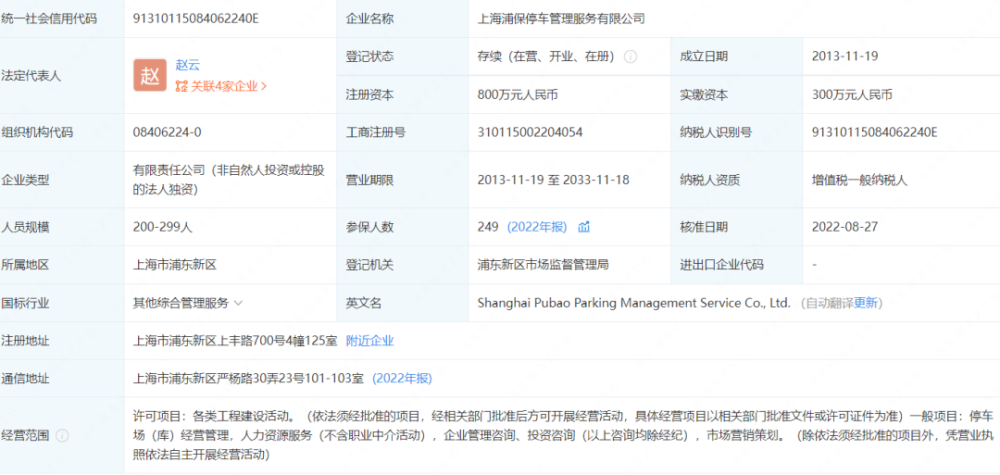 统一社会信用代码 91310115084062240E 企业名称 上海浦保停车管理服务有限公司
法定代表人 赵 赵云 关联4家企业 登记状态 存续（在营、开业、在册） 成立日期 2013-11-19
注册资本 800万元人民币 实缴资本 300万元人民币
组织机构代码 08406224-0 工商注册号 310115002204054 纳税人识别号 91310115084062240E
企业类型 有限责任公司（非自然人投资或控股
的法人独资） 营业期限 2013-11-19 至 2033-11-18 纳税人资质 增值税一般纳税人
人员规模 200-299人 参保人数 249 (2022年报) 核准日期 2022-08-27
所属地区 上海市浦东新区 登记机关 浦东新区市场监督管理局 进出口企业代码 -
国标行业 其他综合管理服务 英文名 Shanghai Pubao Parking Management Service Co., Ltd. (自动翻译更新)
注册地址 上海市浦东新区上丰路700号4幢125室 附近企业
通信地址 上海市浦东新区严杨路30弄23号101-103室 (2022年报)
经营范围 许可项目：各类工程建设活动。（依法须经批准的项目，经相关部门批准后方可开展经营活动，具体经营项目以相关部门批准文件或许可证件为准）一般项目：停车
场（库）经营管理，人力资源服务（不含职业中介活动），企业管理咨询、投资咨询（以上咨询均除经纪），市场营销策划。（除依法须经批准的项目外，凭营业执
照依法自主开展经营活动）